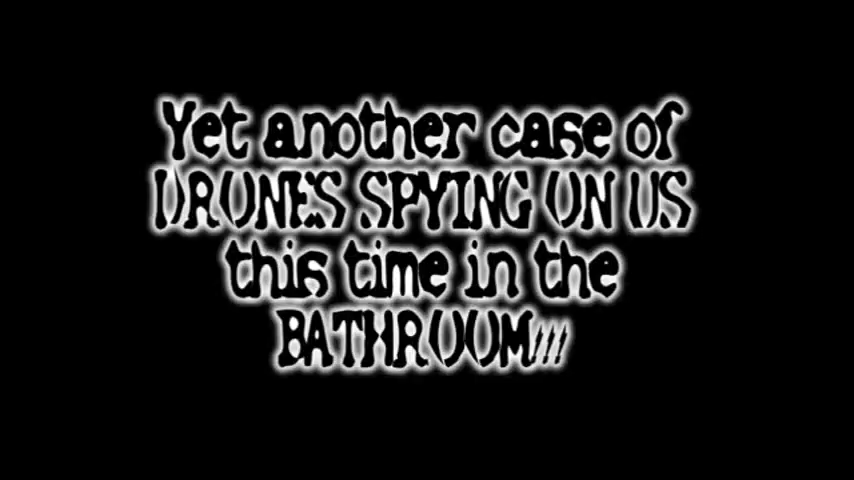 Yet another case of
DRONES SPYING ON US
this time in the
BATHROOM!!!